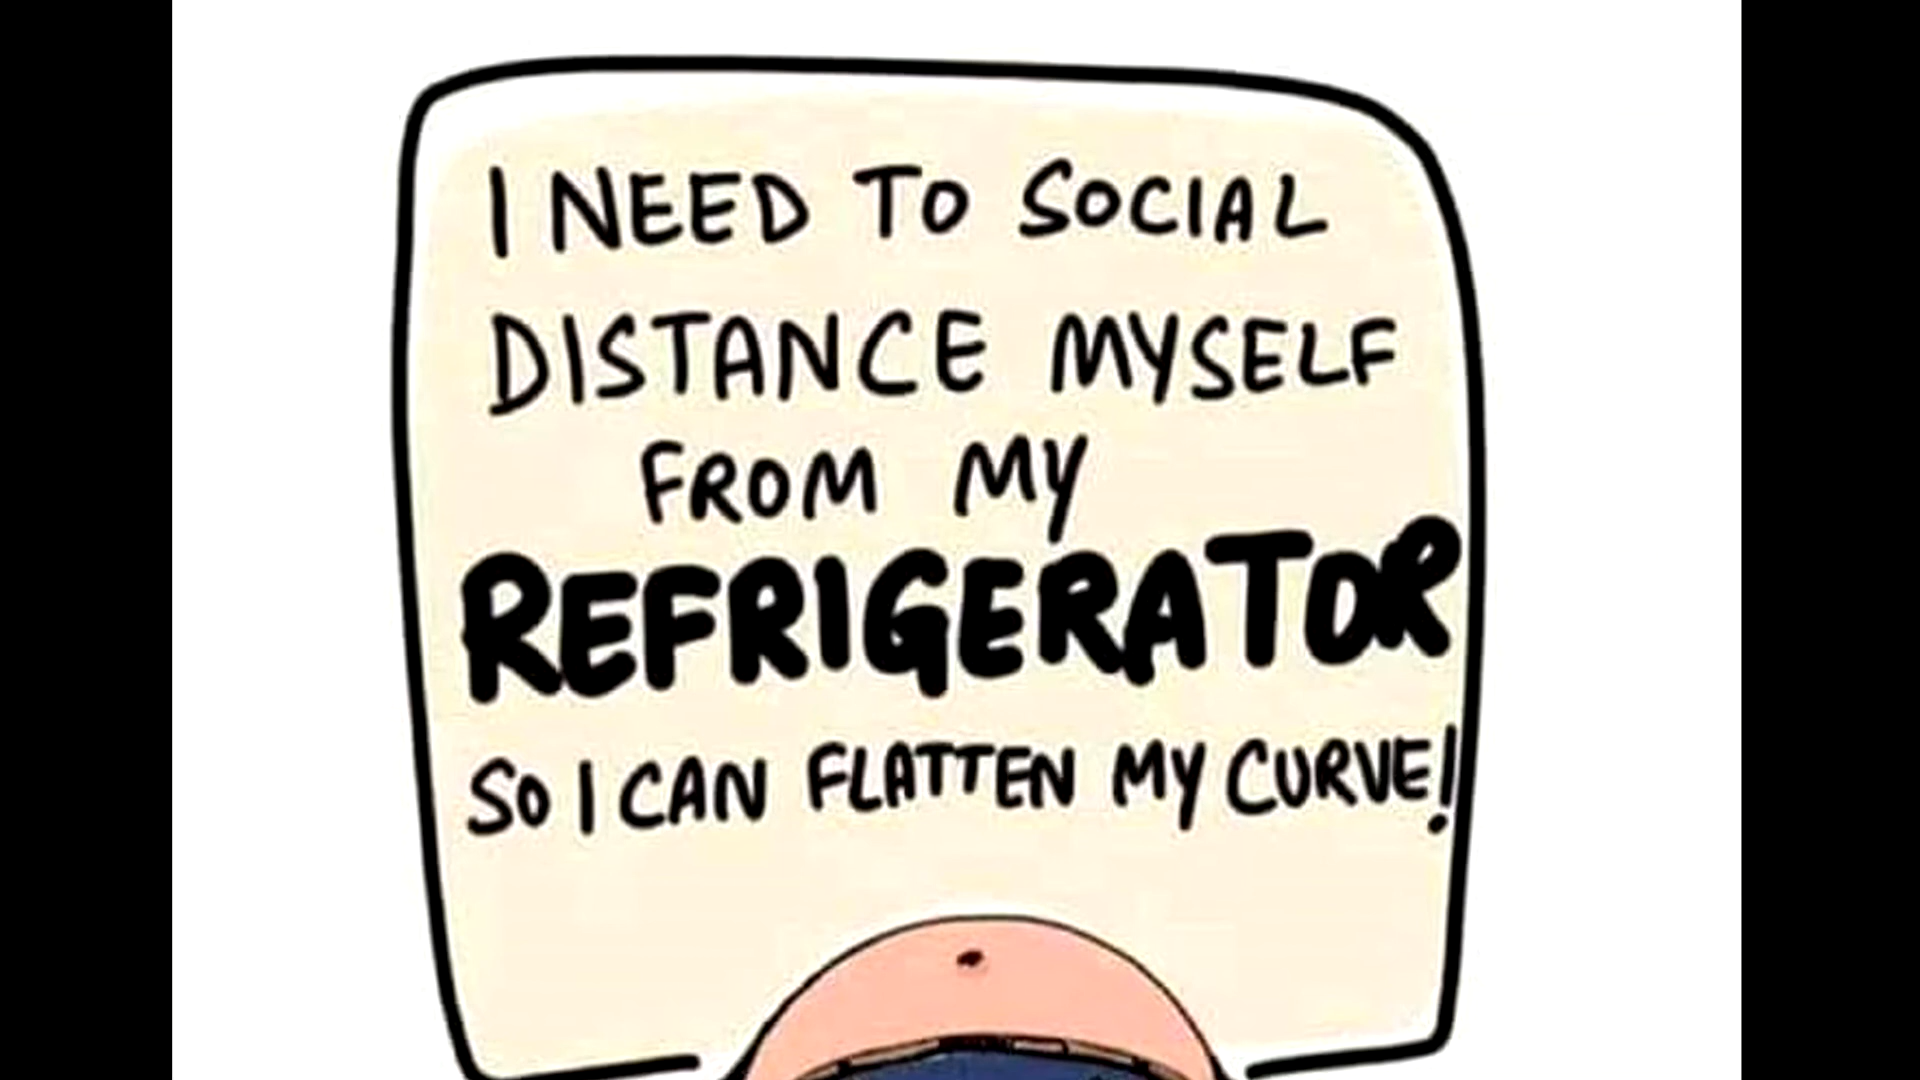 I NEED TO SOCIAL
DISTANCE MYSELF
FROM MY
REFRIGERATOR
SO I CAN FLATTEN MY CURVE!